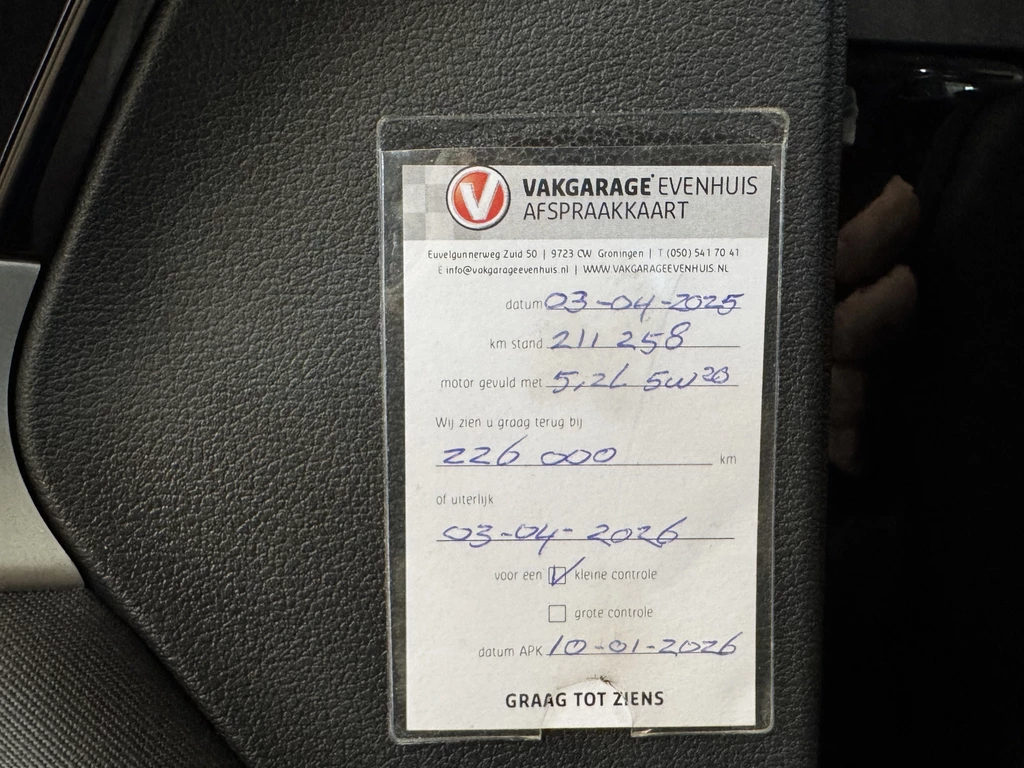 V VAKGARAGE EVENHUIS
AFSPRAAKKAART
Euvelgunnerweg Zuid 50 | 9723 CW Groningen | T (050) 541 70 41
E info@vakgarageevenhuis.nl | WWW.VAKGARAGEEVENHUIS.NL
datum 03-04-2025
km stand 211 258
motor gevuld met 5,2L 5w20
Wij zien u graag terug bij
226 000 km
of uiterlijk
03-04-2026
voor een kleine controle
grote controle
datum APK 10-01-2026
GRAAG TOT ZIENS